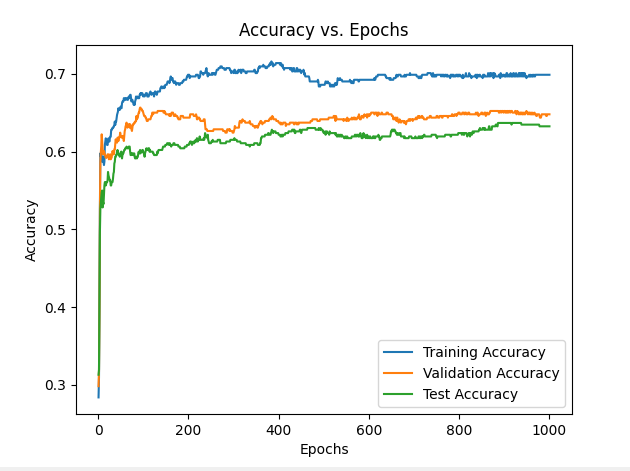 Accuracy vs. Epochs
0.7
0.6
0.5
0.4
0.3
Accuracy
0 200 400 600 800 1000
Epochs
Training Accuracy
Validation Accuracy
Test Accuracy